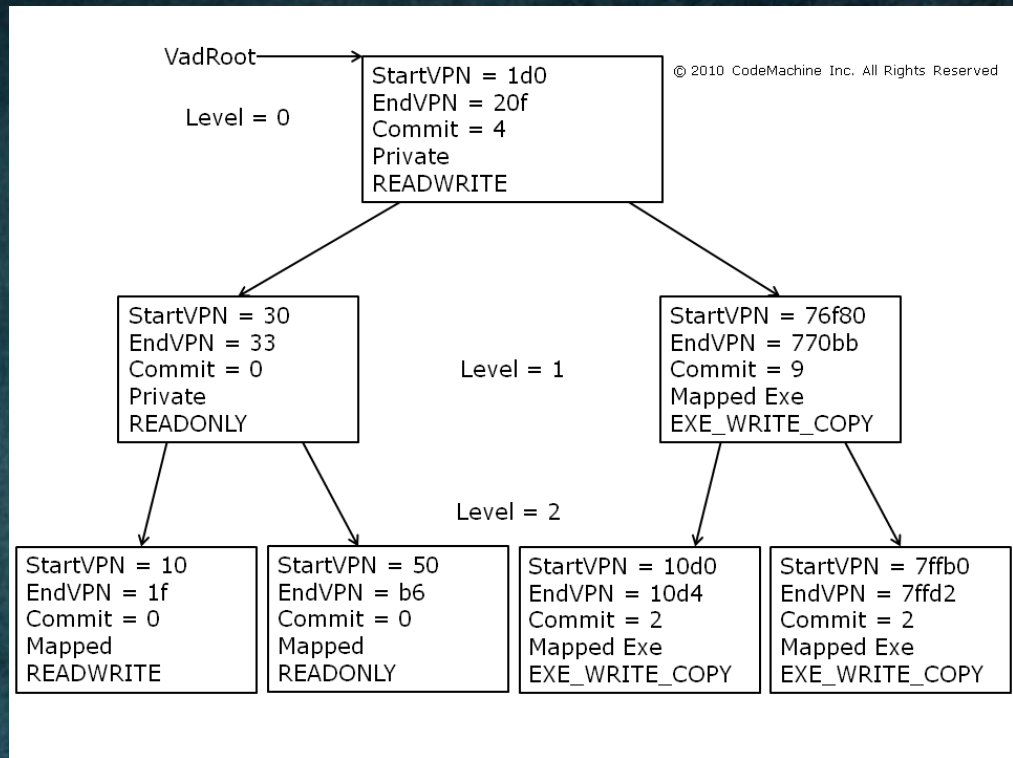 VadRoot
© 2010 CodeMachine Inc. All Rights Reserved
StartVPN = 1d0
EndVPN = 20f
Commit = 4
Private
READWRITE
Level = 0
StartVPN = 30
EndVPN = 33
Commit = 0
Private
READONLY
Level = 1
StartVPN = 76f80
EndVPN = 770bb
Commit = 9
Mapped Exe
EXE_WRITE_COPY
Level = 2
StartVPN = 10
EndVPN = 1f
Commit = 0
Mapped
READWRITE
StartVPN = 50
EndVPN = b6
Commit = 0
Mapped
READONLY
StartVPN = 10d0
EndVPN = 10d4
Commit = 2
Mapped Exe
EXE_WRITE_COPY
StartVPN = 7ffb0
EndVPN = 7ffd2
Commit = 2
Mapped Exe
EXE_WRITE_COPY